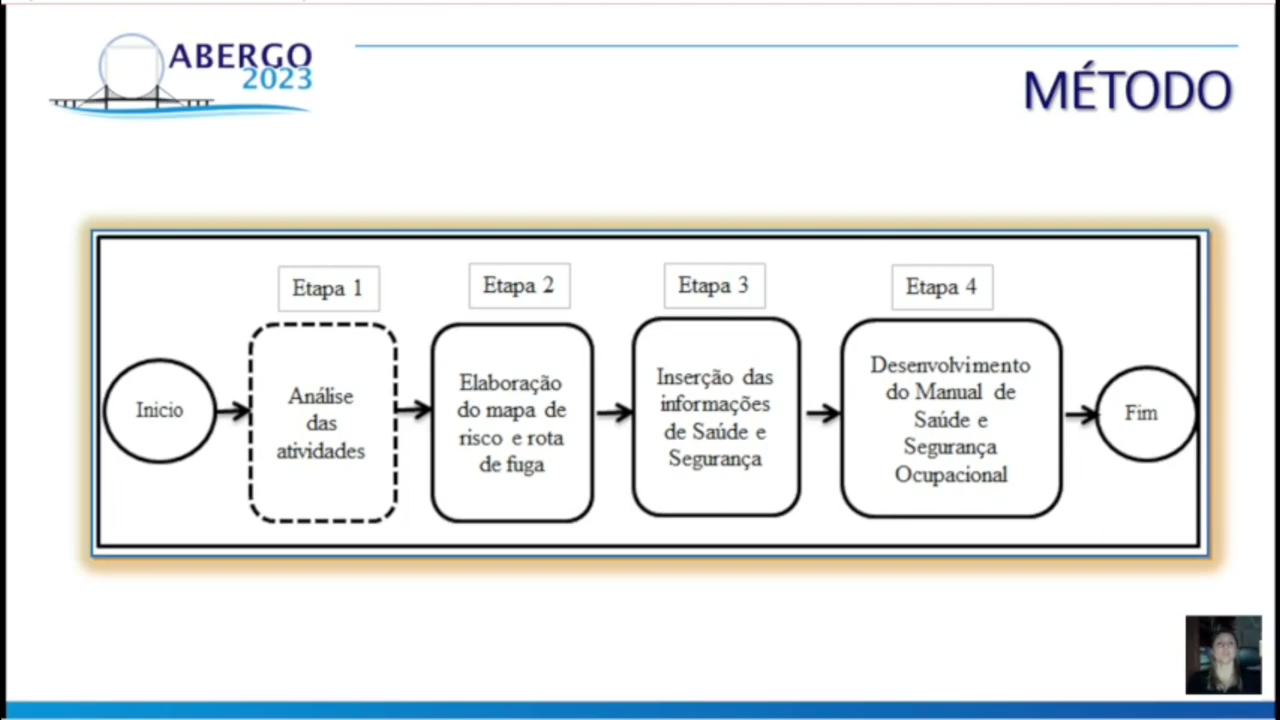 ABERGO
2023
MÉTODO
Etapa 1
Etapa 2
Etapa 3
Etapa 4
Inicio
Análise
das
atividades
Elaboração
do mapa de
risco e rota
de fuga
Inserção das
informações
de Saúde e
Segurança
Desenvolvimento
do Manual de
Saúde e
Segurança
Ocupacional
Fim